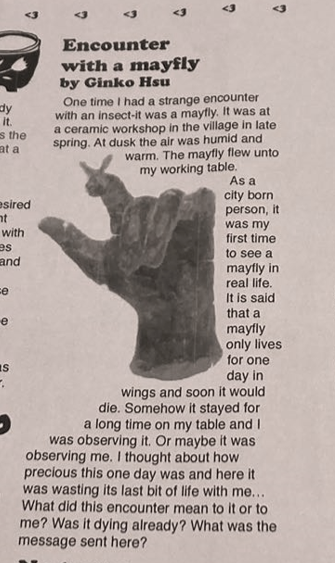 <3 <3 <3 <3 <3 <3
Encounter
with a mayfly
by Ginko Hsu
One time I had a strange encounter
with an insect-it was a mayfly. It was at
a ceramic workshop in the village in late
spring. At dusk the air was humid and
warm. The mayfly flew unto
my working table.
As a
city born
person, it
was my
first time
to see a
mayfly in
real life.
It is said
that a
mayfly
only lives
for one
day in
wings and soon it would
die. Somehow it stayed for
a long time on my table and I
was observing it. Or maybe it was
observing me. I thought about how
precious this one day was and here it
was wasting its last bit of life with me...
What did this encounter mean to it or to
me? Was it dying already? What was the
message sent here?
it.
with
and